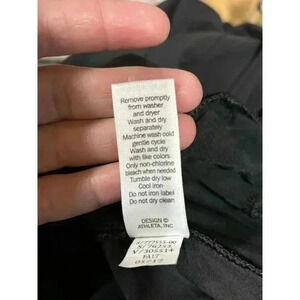 Remove promptly
from washer
and dryer
Wash and dry
separately
Machine wash cold
gentle cycle
Wash and dry
with like colors
Only non-chlorine
bleach when needed
Tumble dry low
Cool iron
Do not iron label
Do not dry clean
DESIGN ©
ATHLETA, INC
V/305514